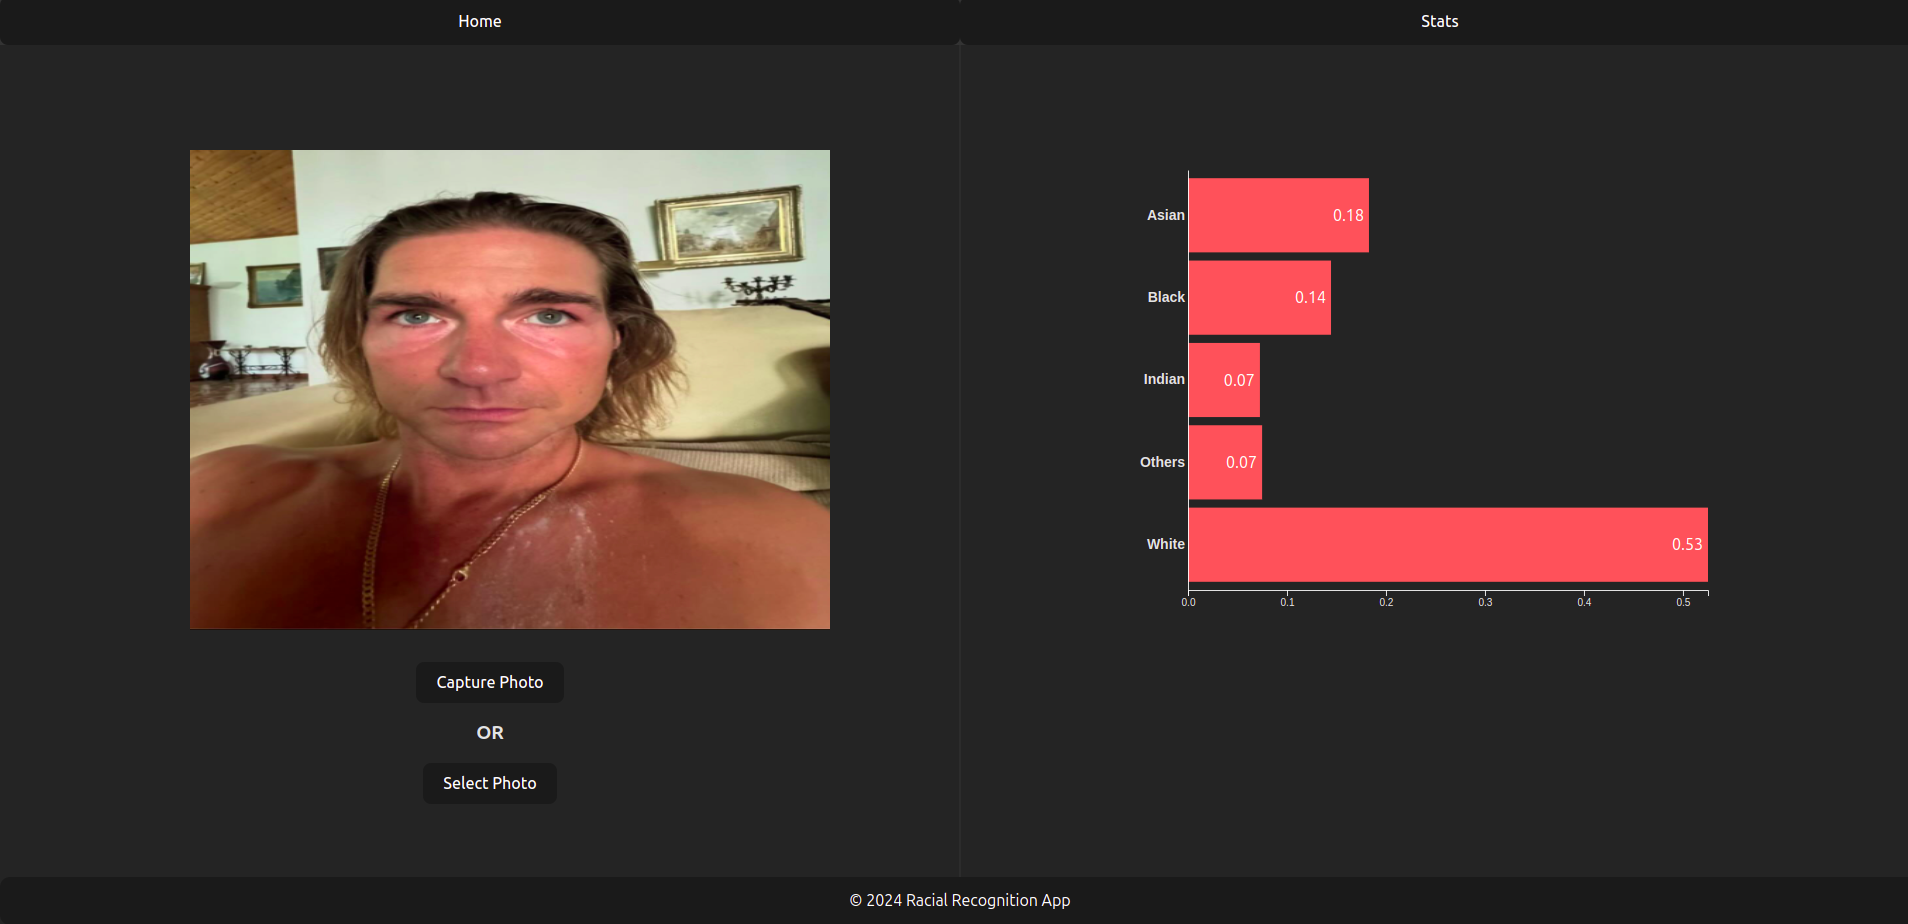 Home
Stats
Asian
0.18
Black
0.14
Indian
0.07
Others
0.07
White
0.53
0.0 0.1 0.2 0.3 0.4 0.5
Capture Photo
OR
Select Photo
© 2024 Racial Recognition App